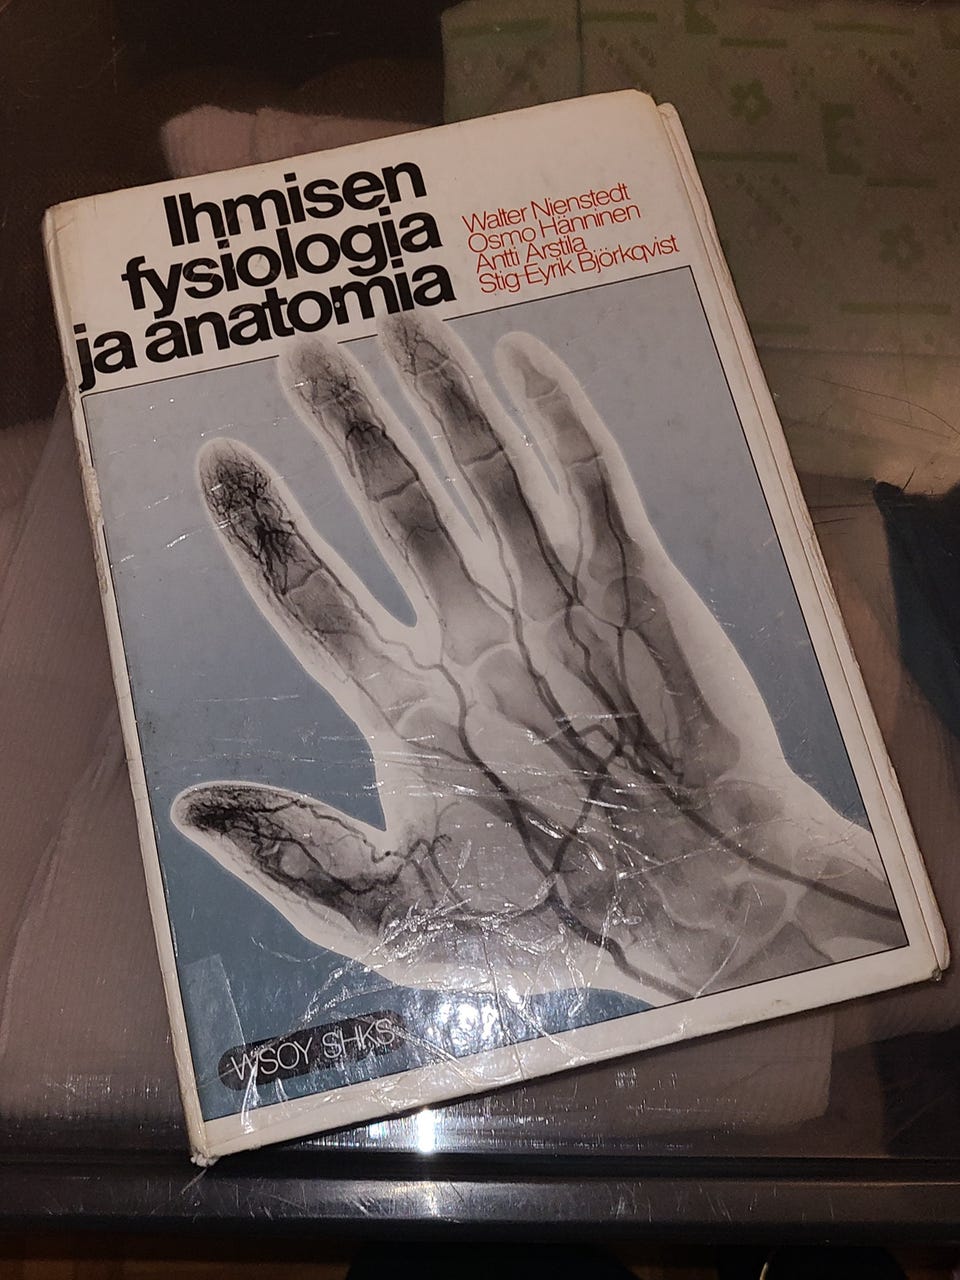 Ihmisen
fysiologia
ja anatomia
Walter Nienstedt
Osmo Hänninen
Antti Arstila
Stig-Eyrik Björkqvist
WSOY SHKS